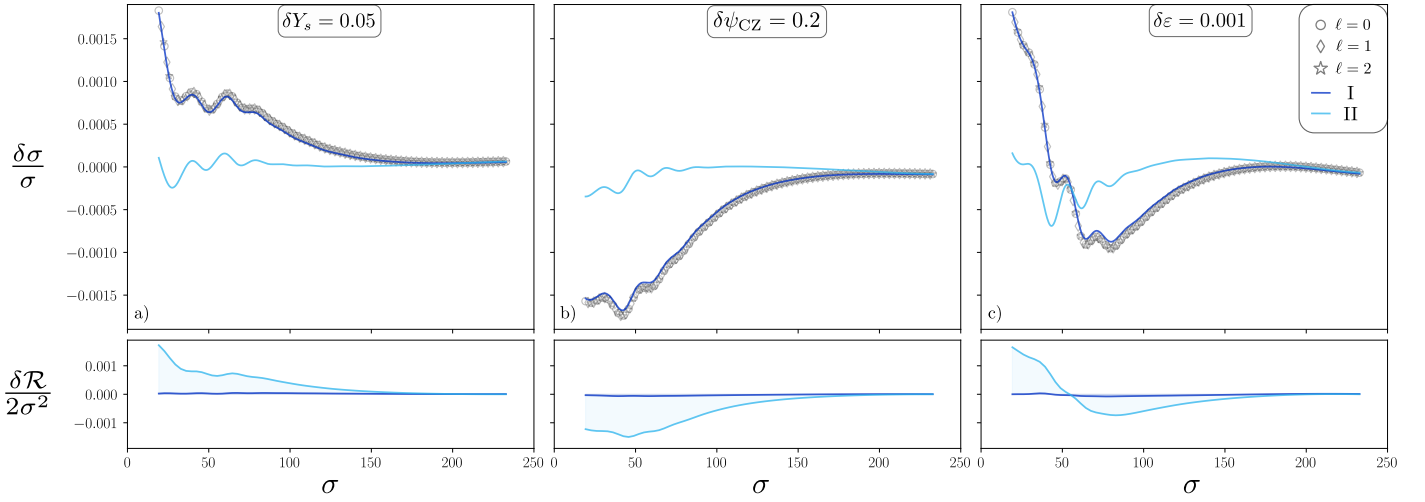 δY_s = 0.05
δψ_CZ = 0.2
δε = 0.001
ℓ = 0
ℓ = 1
ℓ = 2
I
II
δσ
σ
0.0015
0.0010
0.0005
0.0000
−0.0005
−0.0010
−0.0015
a)
b)
c)
δℛ
2σ²
0.001
0.000
−0.001
0 50 100 150 200 250
0 50 100 150 200 250
0 50 100 150 200 250
σ
σ
σ